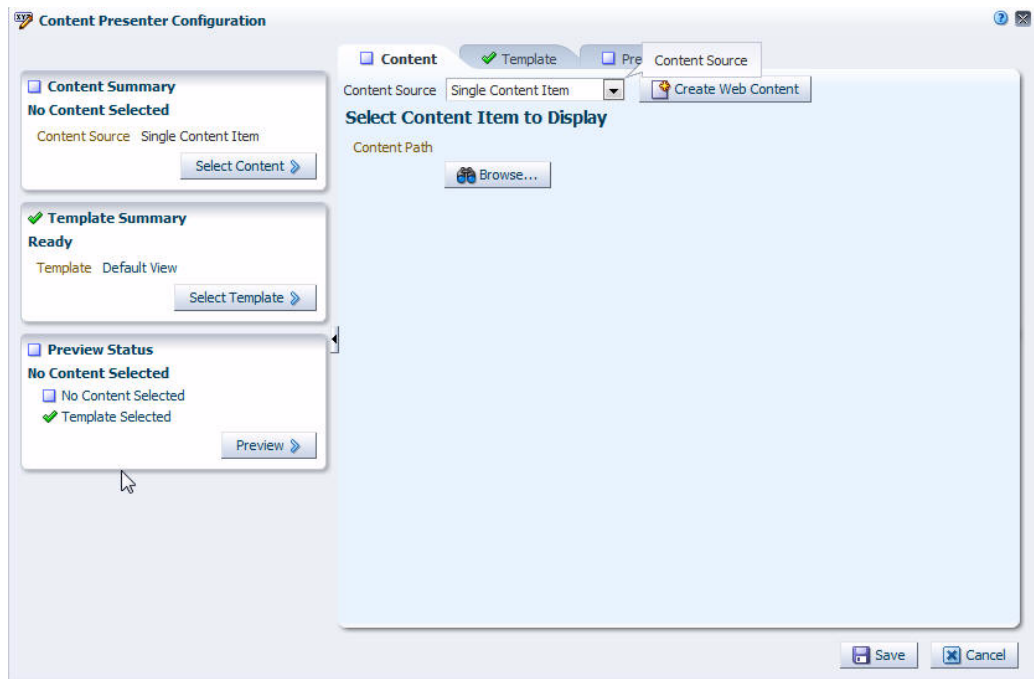 Content Presenter Configuration
Content Summary
No Content Selected
Content Source Single Content Item
Select Content
Template Summary
Ready
Template Default View
Select Template
Preview Status
No Content Selected
No Content Selected
Template Selected
Preview
Content Template Pre
Content Source
Content Source Single Content Item Create Web Content
Select Content Item to Display
Content Path
Browse...
Save Cancel